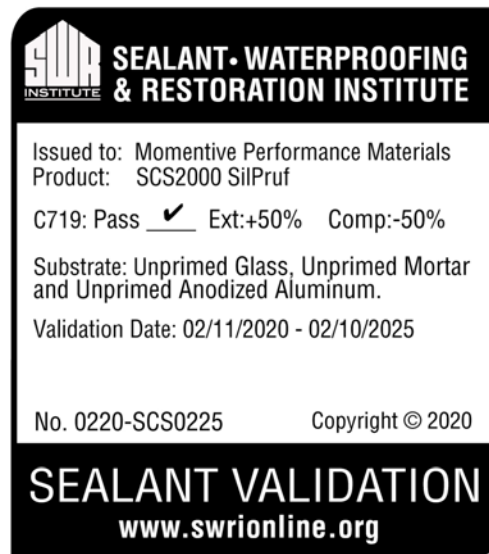 SWR
INSTITUTE
SEALANT• WATERPROOFING
& RESTORATION INSTITUTE
Issued to: Momentive Performance Materials
Product: SCS2000 SilPruf
C719: Pass ✔ Ext:+50% Comp:-50%
Substrate: Unprimed Glass, Unprimed Mortar
and Unprimed Anodized Aluminum.
Validation Date: 02/11/2020 - 02/10/2025
No. 0220-SCS0225 Copyright © 2020
SEALANT VALIDATION
www.swrionline.org